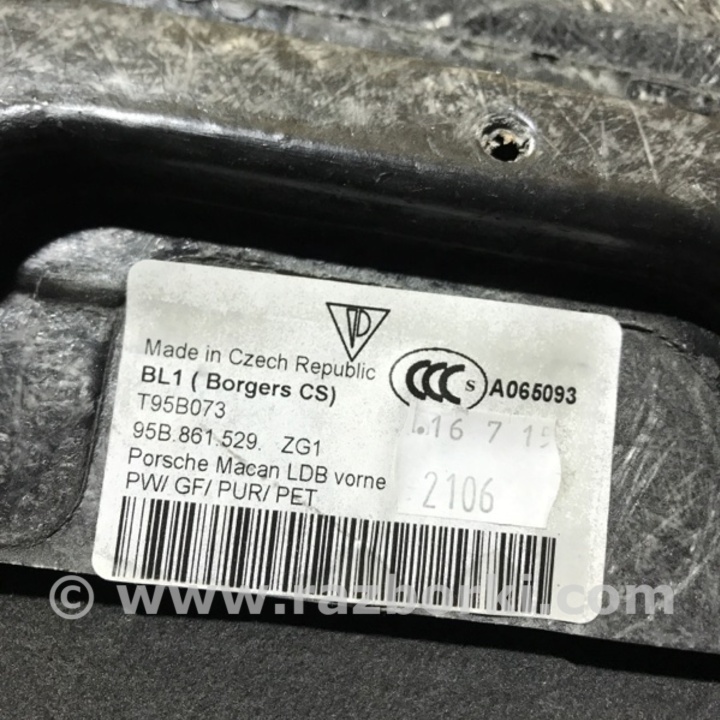 Made in Czech Republic
BL1 ( Borgers CS)
T95B073
95B.861.529. ZG1
Porsche Macan LDB vorne
PW/ GF/ PUR/ PET
CCC S A065093
16 7 15
2106
© www.razborki.com